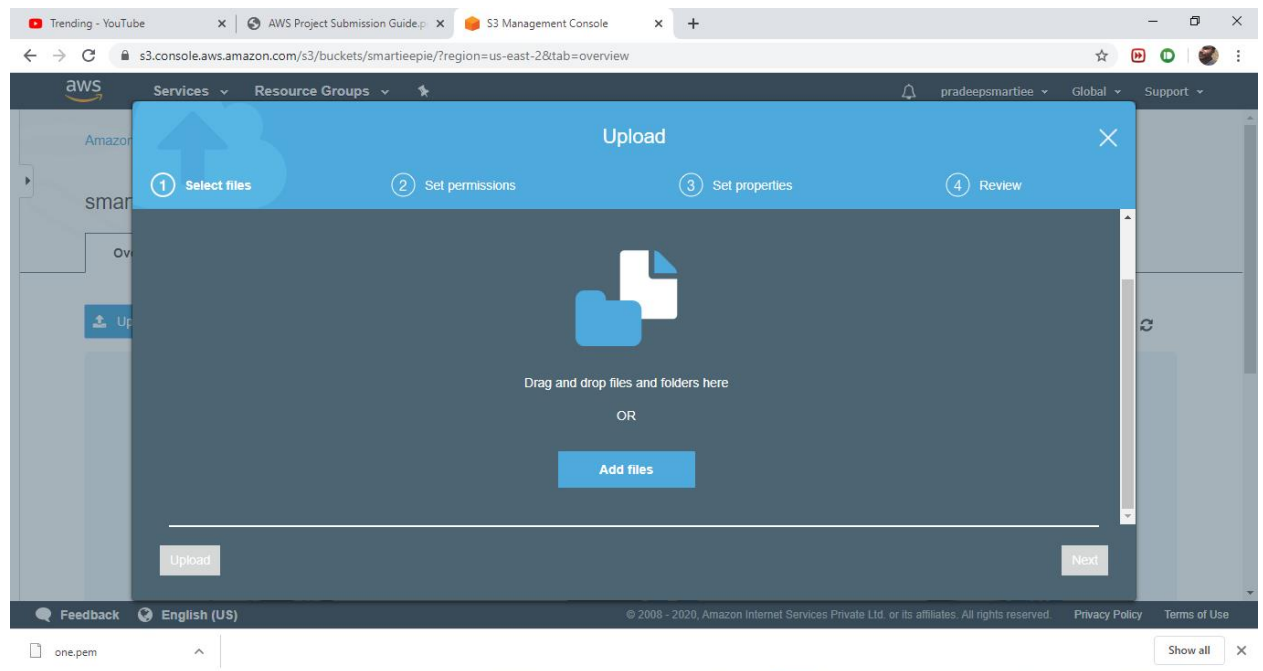 Trending - YouTube
AWS Project Submission Guide.p
S3 Management Console
s3.console.aws.amazon.com/s3/buckets/smartieepie/?region=us-east-2&tab=overview
aws Services Resource Groups pradeepsmartiee Global Support
Amazon
Upload
1 Select files 2 Set permissions 3 Set properties 4 Review
smar
Ov
Up
Drag and drop files and folders here
OR
Add files
Upload Next
Feedback English (US) © 2008 - 2020, Amazon Internet Services Private Ltd. or its affiliates. All rights reserved. Privacy Policy Terms of Use
one.pem Show all